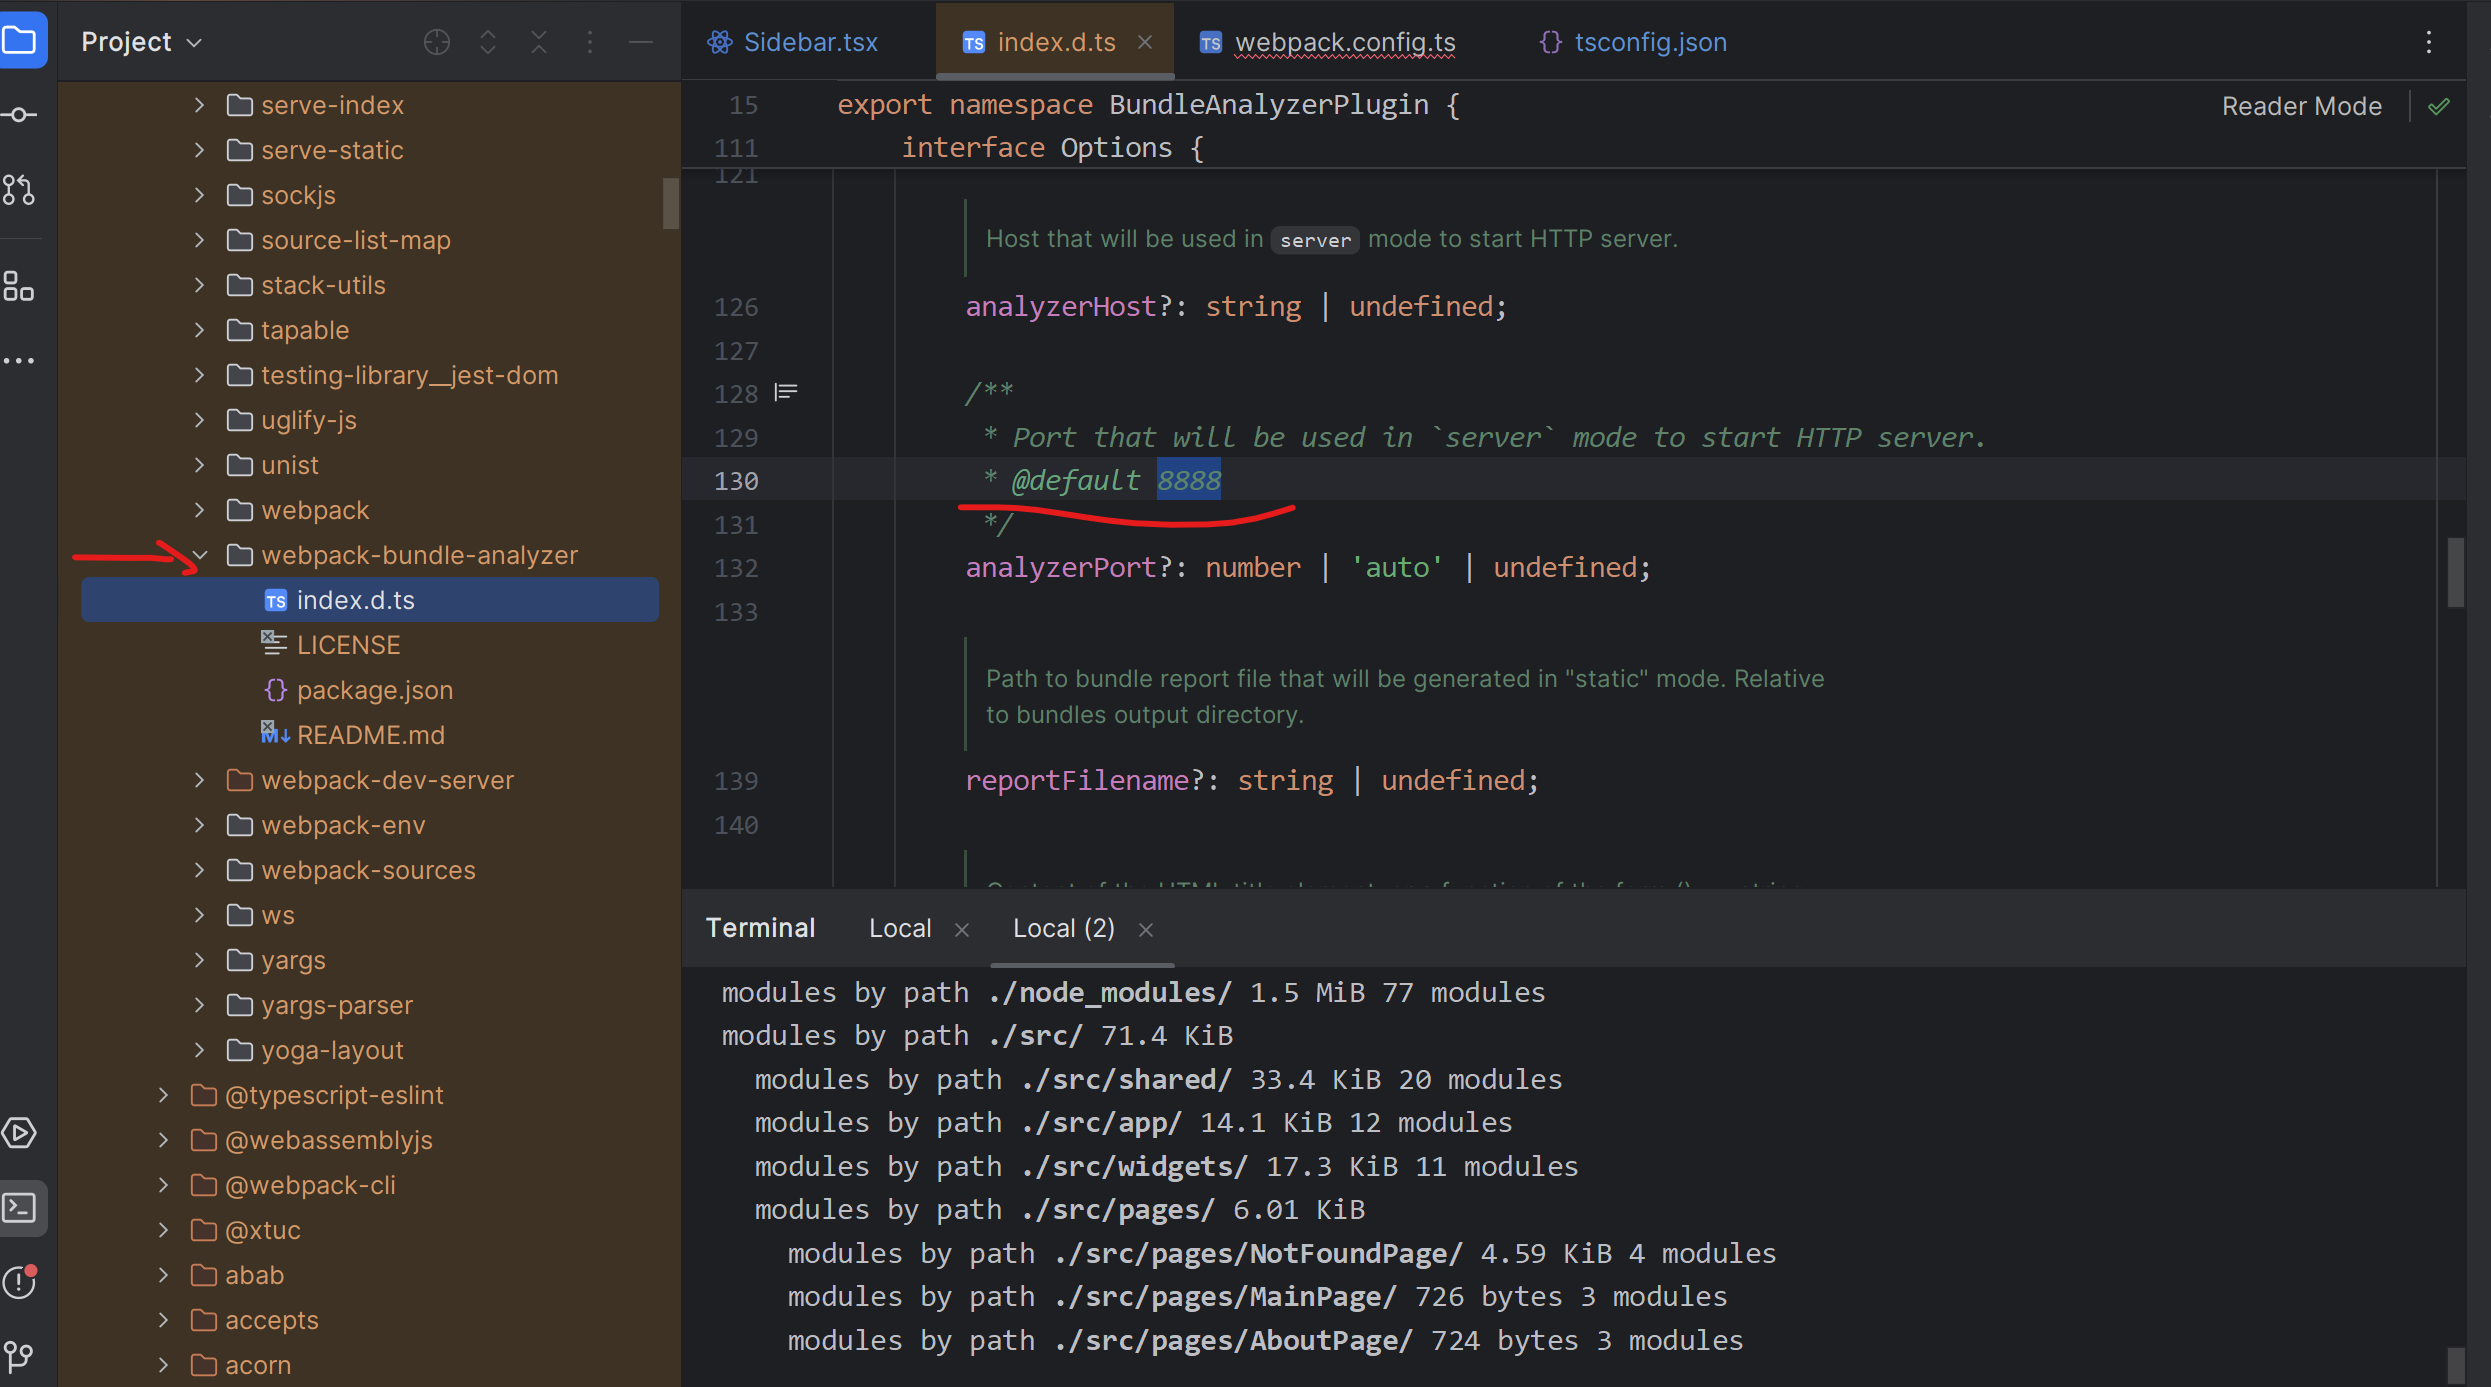 Project
serve-index
serve-static
sockjs
source-list-map
stack-utils
tapable
testing-library__jest-dom
uglify-js
unist
webpack
webpack-bundle-analyzer
TS index.d.ts
LICENSE
{} package.json
M↓ README.md
webpack-dev-server
webpack-env
webpack-sources
ws
yargs
yargs-parser
yoga-layout
@typescript-eslint
@webassemblyjs
@webpack-cli
@xtuc
abab
accepts
acorn
Sidebar.tsx
TS index.d.ts
TS webpack.config.ts
{} tsconfig.json
Reader Mode
15 export namespace BundleAnalyzerPlugin {
111 interface Options {
121
Host that will be used in server mode to start HTTP server.
126 analyzerHost?: string | undefined;
127
128 /**
129 * Port that will be used in `server` mode to start HTTP server.
130 * @default 8888
131 */
132 analyzerPort?: number | 'auto' | undefined;
133
Path to bundle report file that will be generated in "static" mode. Relative
to bundles output directory.
139 reportFilename?: string | undefined;
140
Terminal
Local
Local (2)
modules by path ./node_modules/ 1.5 MiB 77 modules
modules by path ./src/ 71.4 KiB
modules by path ./src/shared/ 33.4 KiB 20 modules
modules by path ./src/app/ 14.1 KiB 12 modules
modules by path ./src/widgets/ 17.3 KiB 11 modules
modules by path ./src/pages/ 6.01 KiB
modules by path ./src/pages/NotFoundPage/ 4.59 KiB 4 modules
modules by path ./src/pages/MainPage/ 726 bytes 3 modules
modules by path ./src/pages/AboutPage/ 724 bytes 3 modules